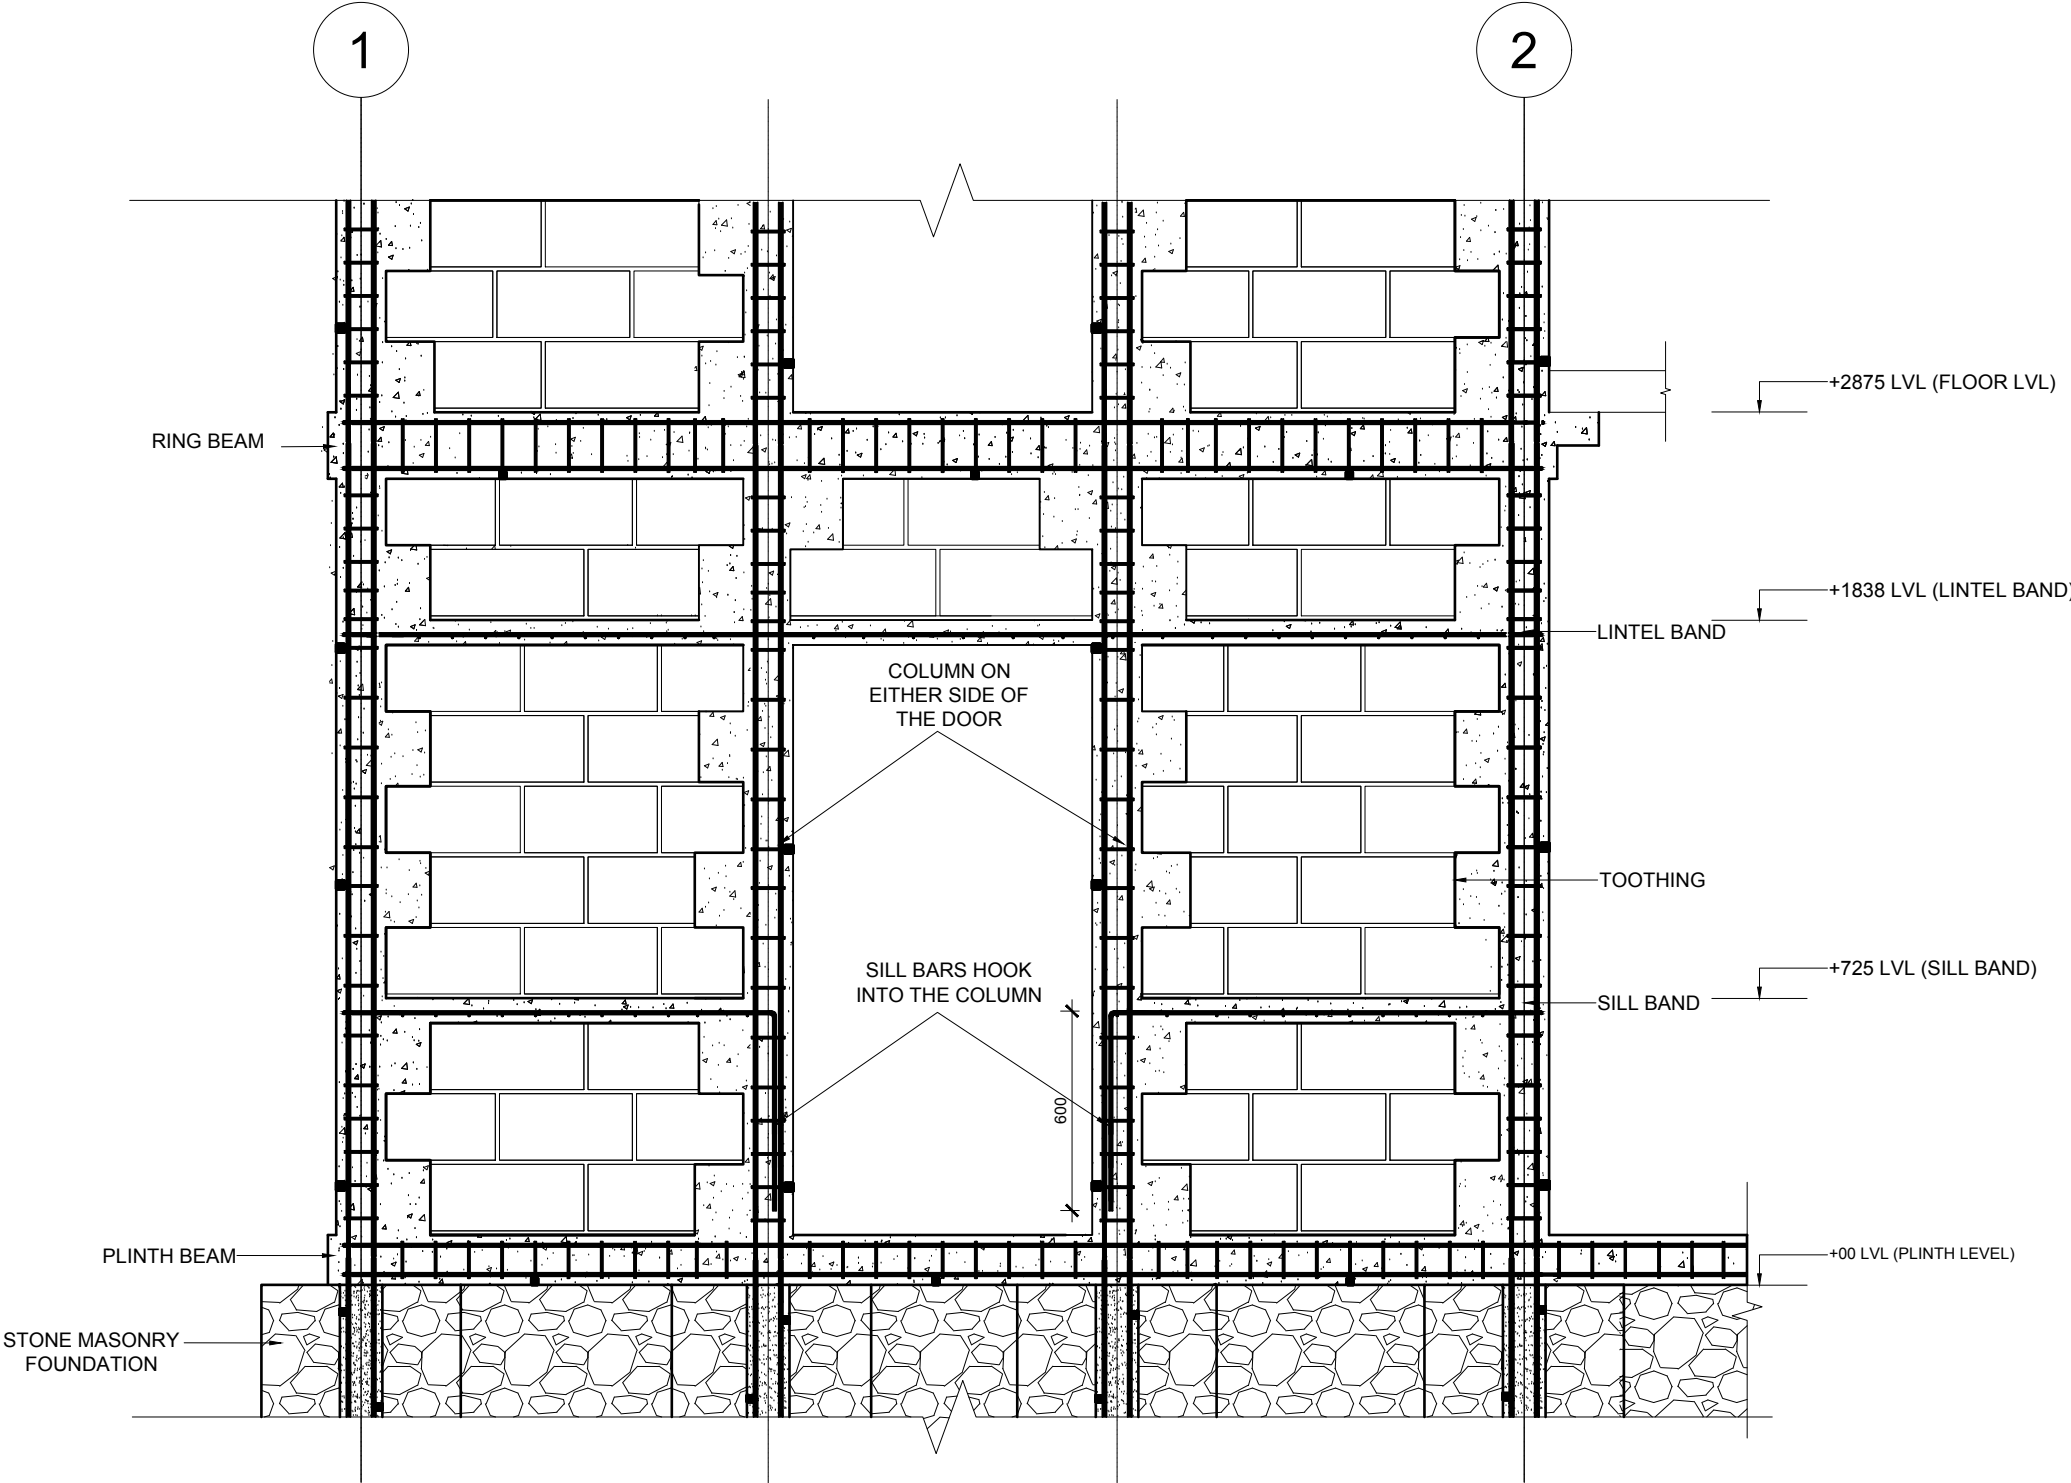 1
2
+2875 LVL (FLOOR LVL)
RING BEAM
+1838 LVL (LINTEL BAND)
LINTEL BAND
COLUMN ON
EITHER SIDE OF
THE DOOR
TOOTHING
SILL BARS HOOK
INTO THE COLUMN
+725 LVL (SILL BAND)
SILL BAND
600
PLINTH BEAM
+00 LVL (PLINTH LEVEL)
STONE MASONRY
FOUNDATION